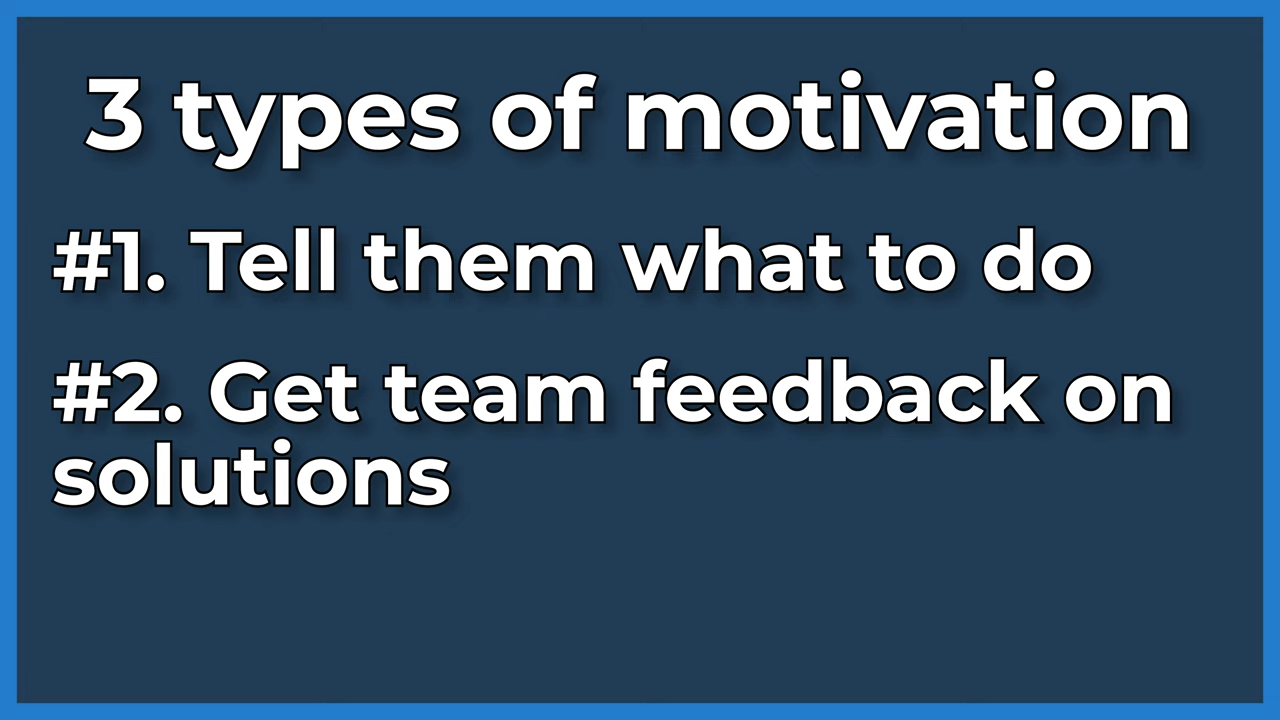 3 types of motivation
#1. Tell them what to do
#2. Get team feedback on
solutions